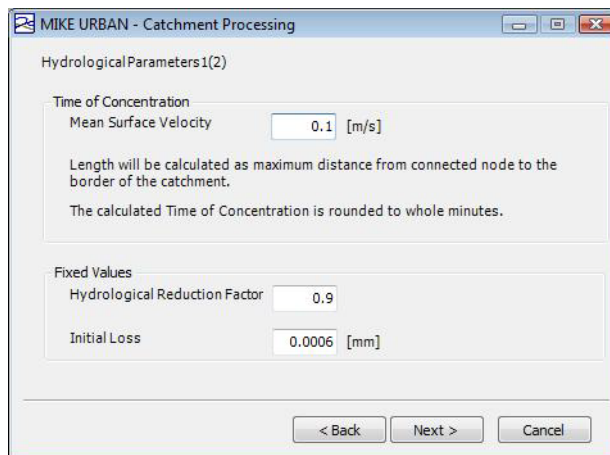 MIKE URBAN - Catchment Processing
Hydrological Parameters 1(2)
Time of Concentration
Mean Surface Velocity 0.1 [m/s]
Length will be calculated as maximum distance from connected node to the
border of the catchment.
The calculated Time of Concentration is rounded to whole minutes.
Fixed Values
Hydrological Reduction Factor 0.9
Initial Loss 0.0006 [mm]
< Back Next > Cancel